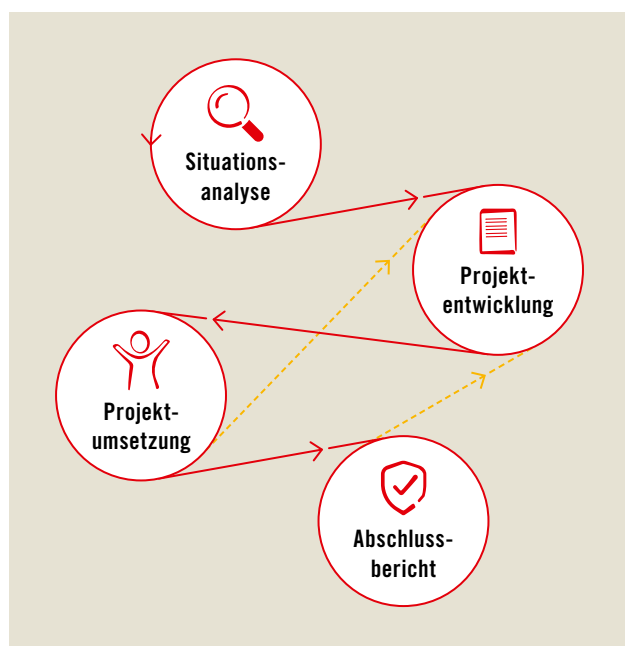 Situations-
analyse
Projekt-
entwicklung
Projekt-
umsetzung
Abschluss-
bericht